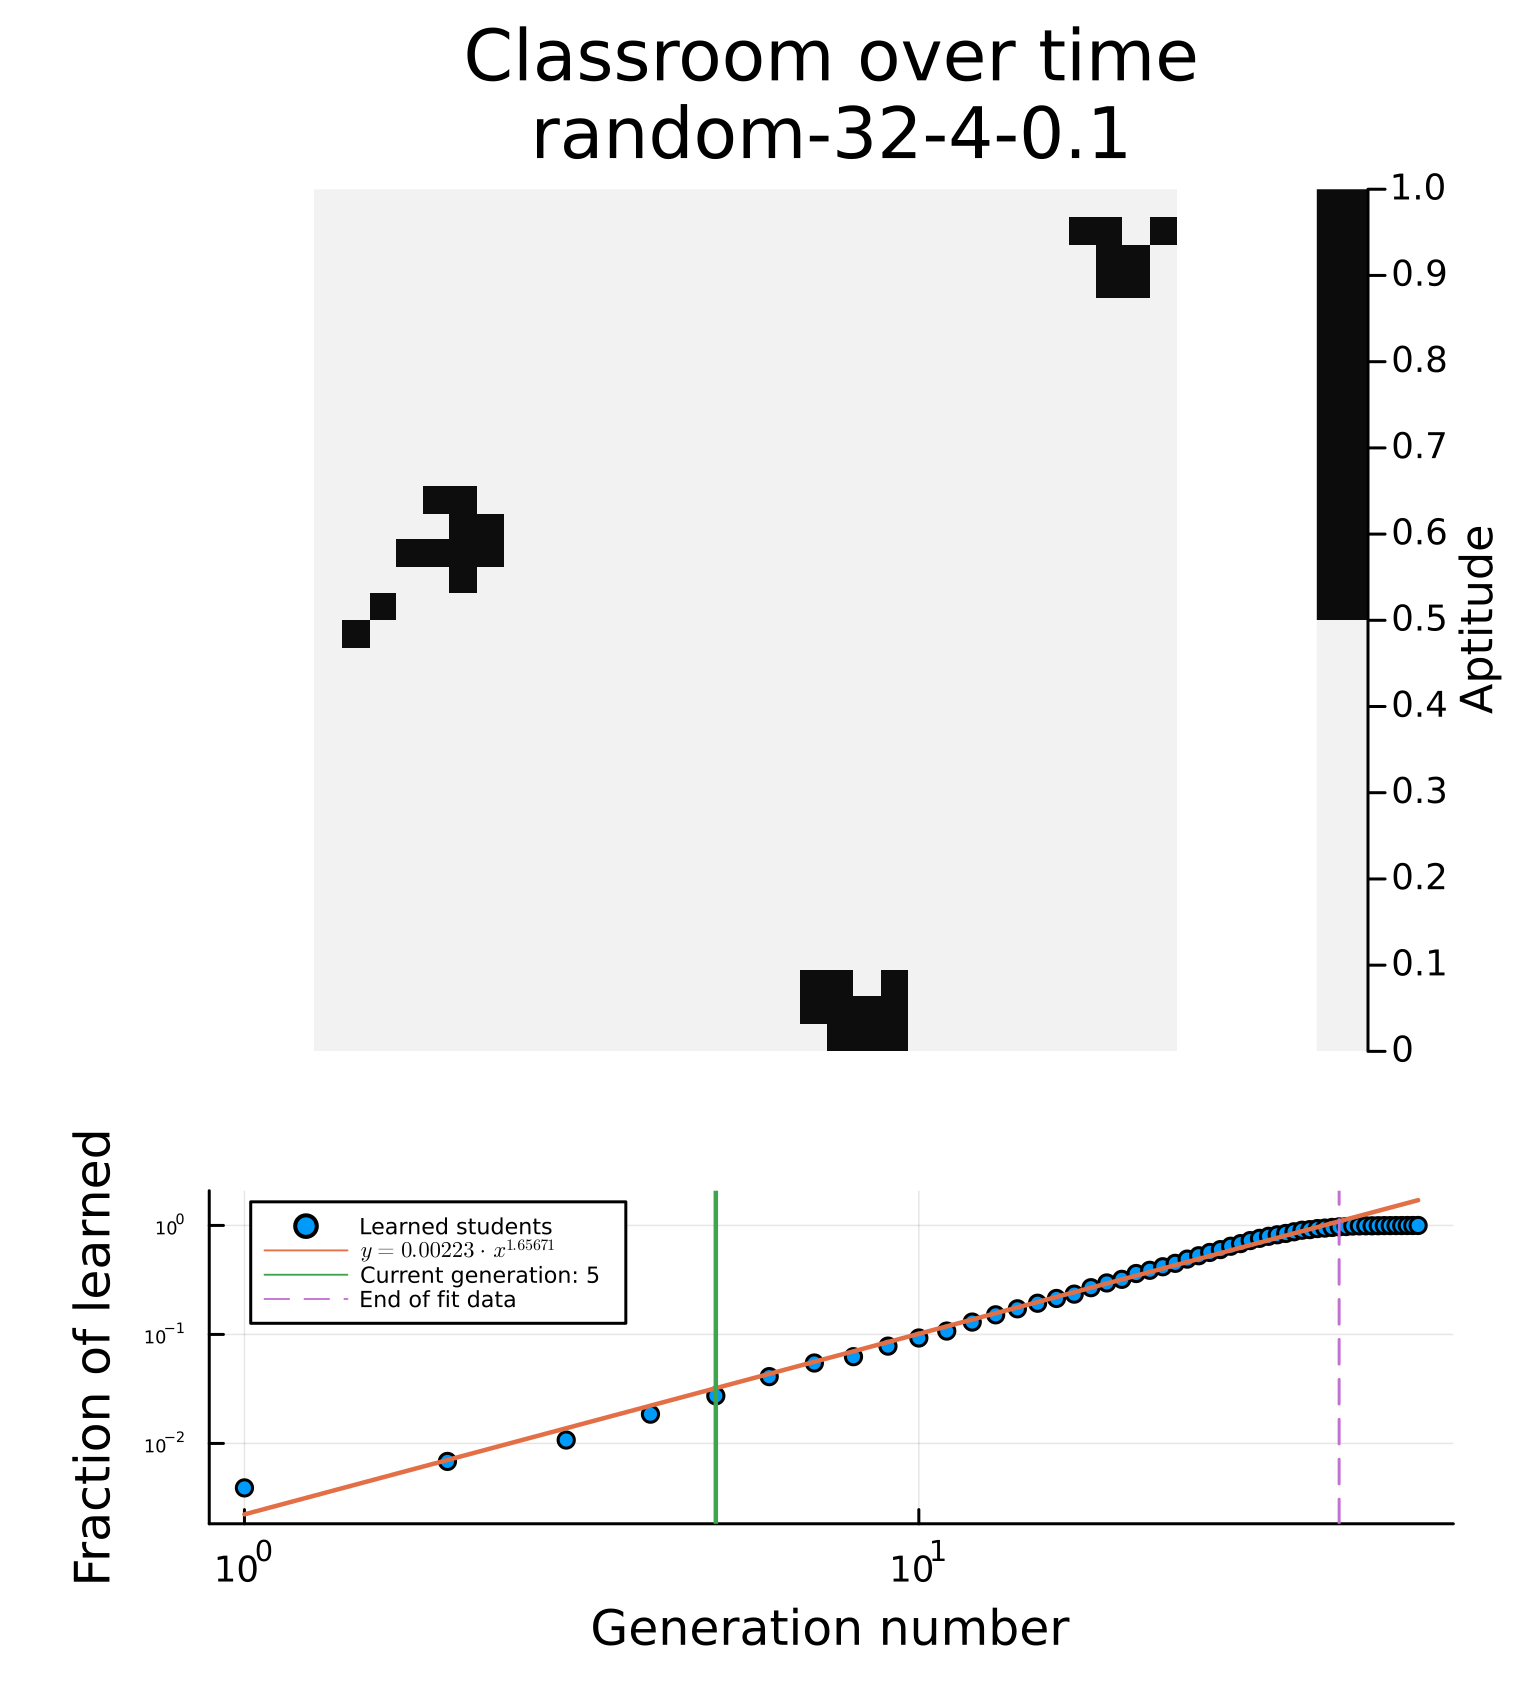 Classroom over time
random-32-4-0.1
1.0
0.9
0.8
0.7
0.6
0.5
0.4
0.3
0.2
0.1
0
Aptitude
Fraction of learned
10⁰
10⁻¹
10⁻²
Learned students
y = 0.00223 · x^1.65671
Current generation: 5
End of fit data
10⁰
10¹
Generation number